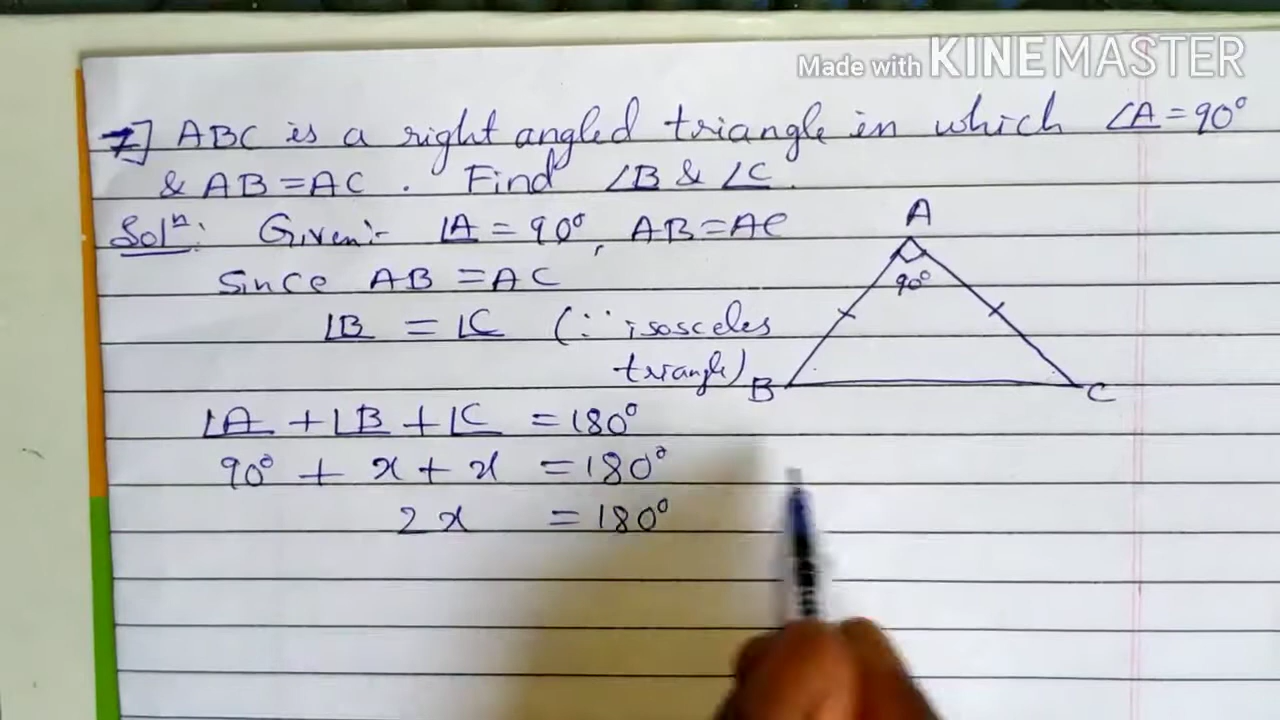 Made with KINEMASTER
7] ABC is a right angled triangle in which ∠A = 90°
& AB = AC . Find ∠B & ∠C.
Solⁿ: Given:- ∠A = 90°, AB = AC
Since AB = AC
∠B = ∠C (∵ isosceles
triangle)
∠A + ∠B + ∠C = 180°
90° + x + x = 180°
2x = 180°
A
90°
B
C